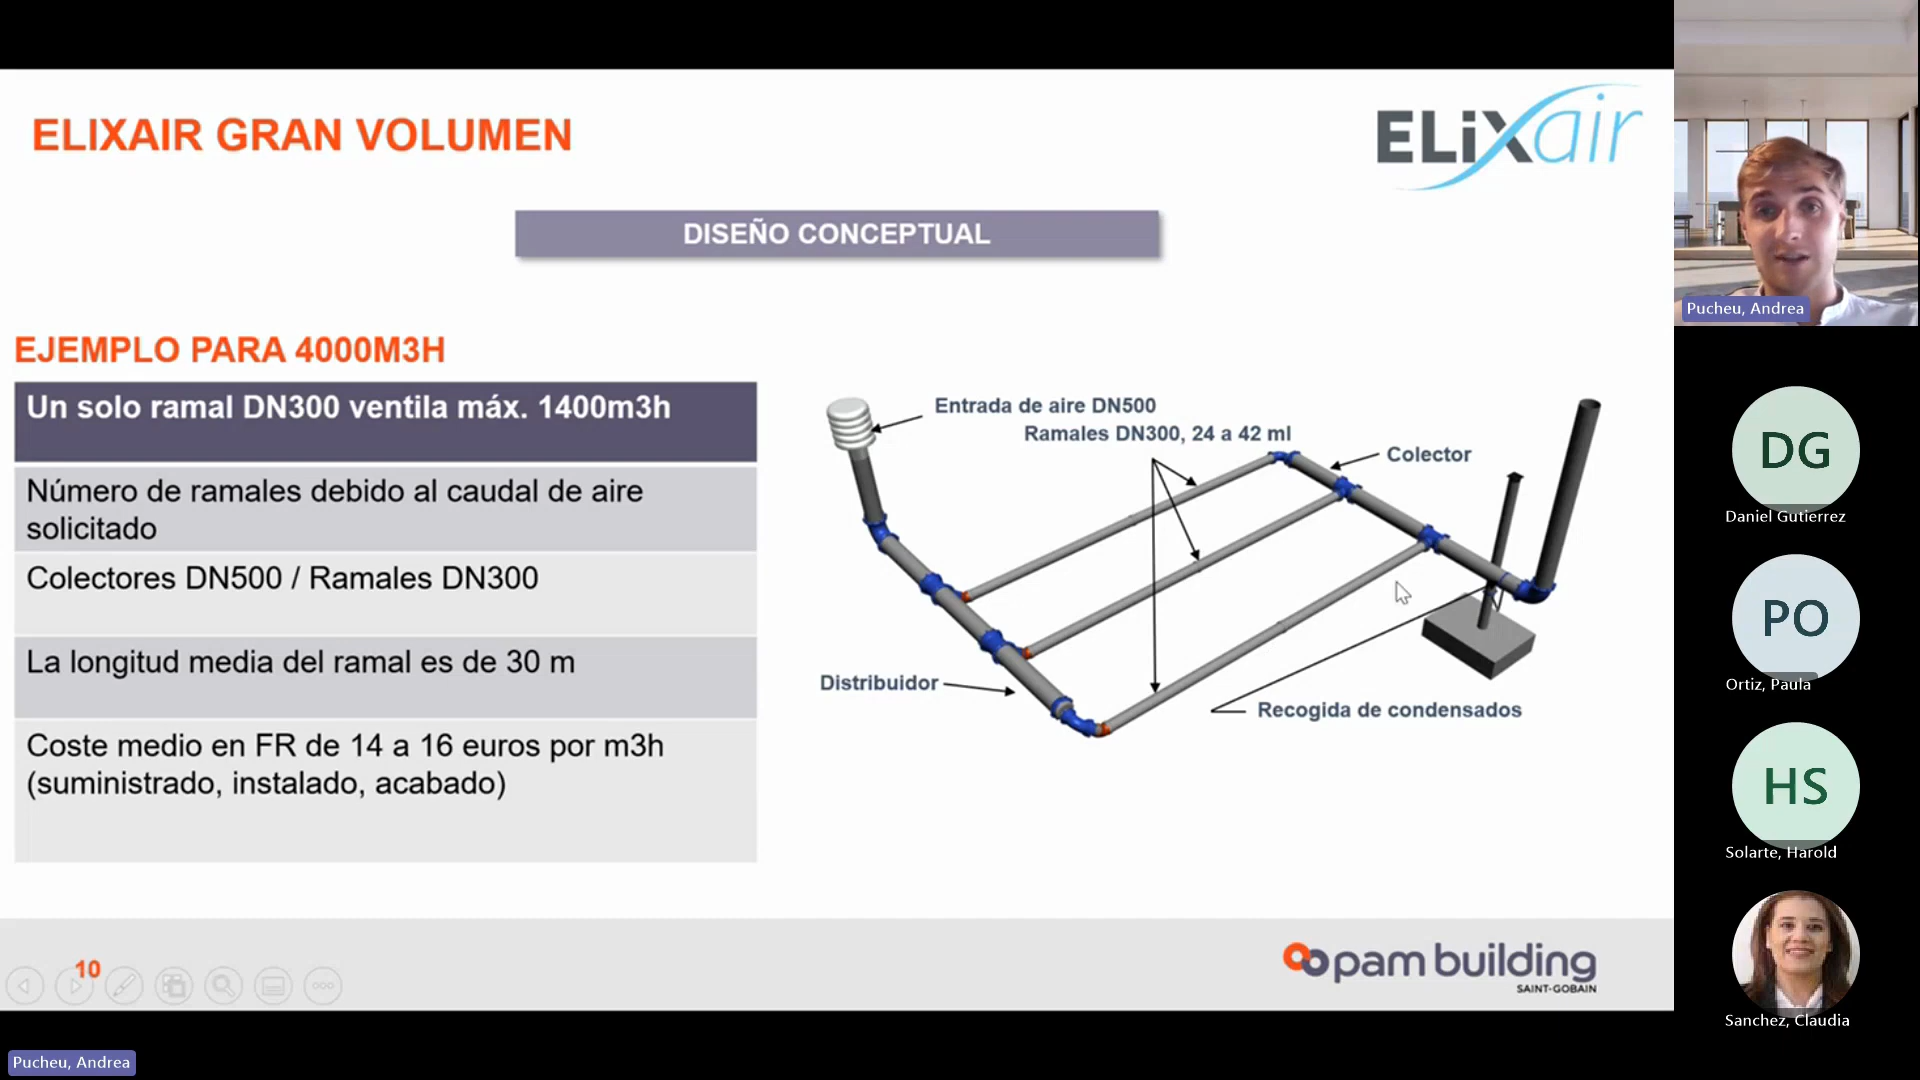 ELIXAIR GRAN VOLUMEN
ELiXair
DISEÑO CONCEPTUAL
EJEMPLO PARA 4000M3H
Un solo ramal DN300 ventila máx. 1400m3h
Número de ramales debido al caudal de aire
solicitado
Colectores DN500 / Ramales DN300
La longitud media del ramal es de 30 m
Coste medio en FR de 14 a 16 euros por m3h
(suministrado, instalado, acabado)
Entrada de aire DN500
Ramales DN300, 24 a 42 ml
Colector
Distribuidor
Recogida de condensados
10
pam building
SAINT-GOBAIN
Pucheu, Andrea
Pucheu, Andrea
DG
Daniel Gutierrez
PO
Ortiz, Paula
HS
Solarte, Harold
Sanchez, Claudia